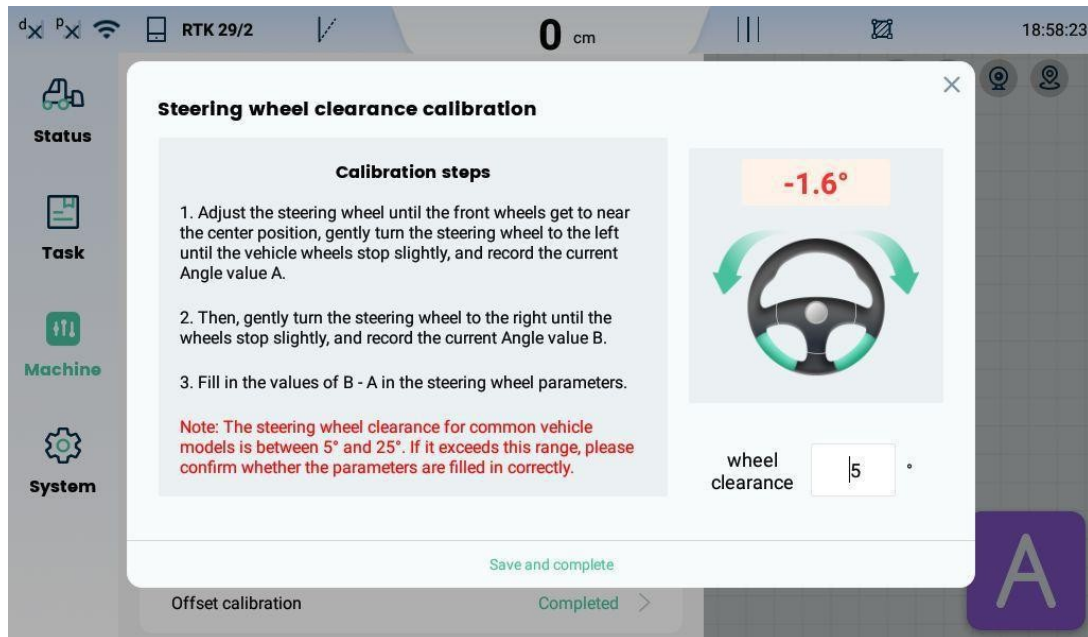 d P RTK 29/2 0 cm 18:58:23
Status
Task
Machine
System
Steering wheel clearance calibration
Calibration steps
1. Adjust the steering wheel until the front wheels get to near
the center position, gently turn the steering wheel to the left
until the vehicle wheels stop slightly, and record the current
Angle value A.
2. Then, gently turn the steering wheel to the right until the
wheels stop slightly, and record the current Angle value B.
3. Fill in the values of B - A in the steering wheel parameters.
Note: The steering wheel clearance for common vehicle
models is between 5° and 25°. If it exceeds this range, please
confirm whether the parameters are filled in correctly.
-1.6°
wheel
clearance
5 °
Save and complete
Offset calibration Completed
A